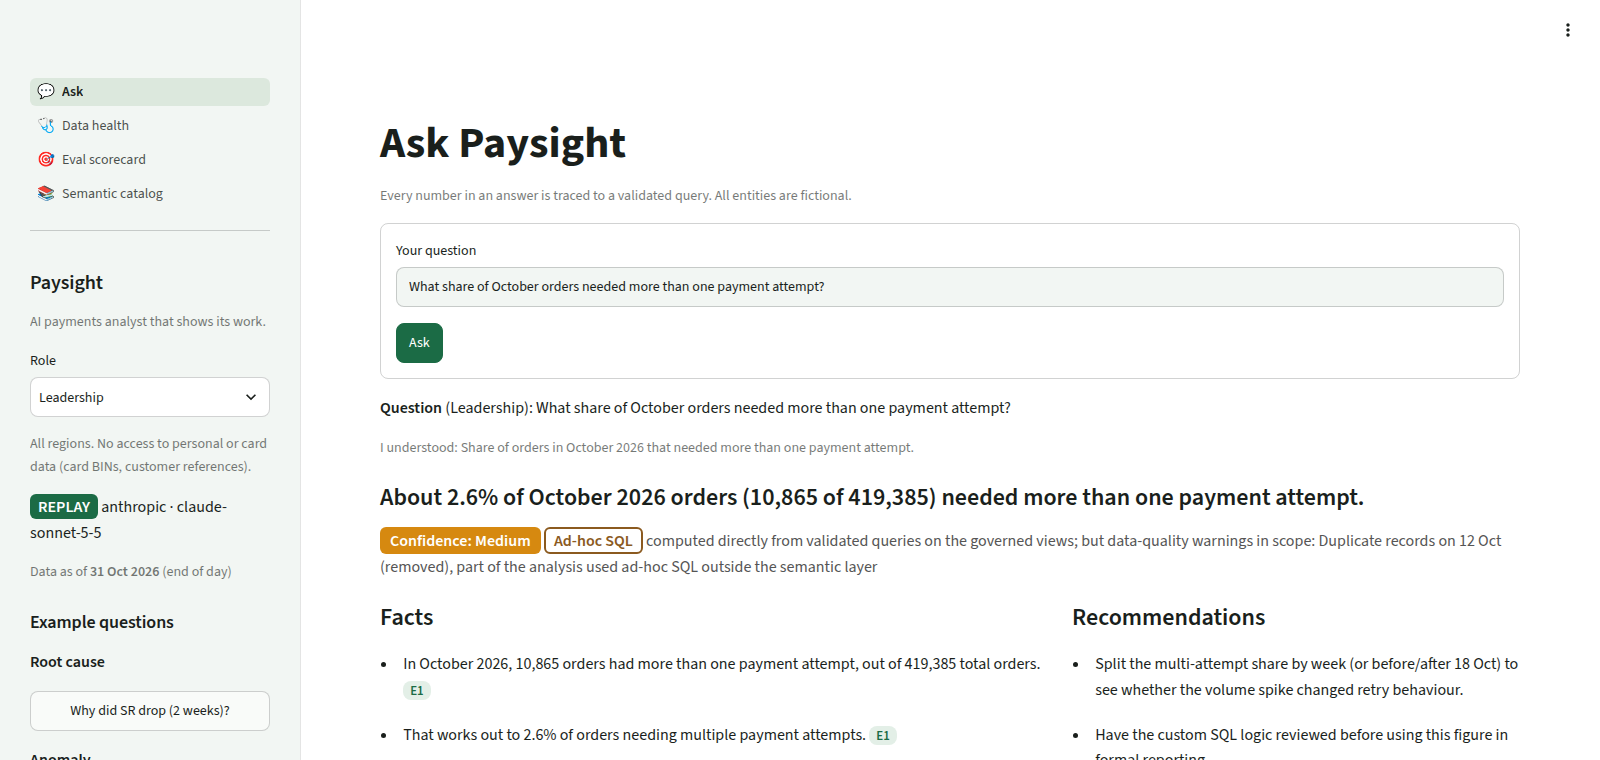 Ask
Data health
Eval scorecard
Semantic catalog
Paysight
AI payments analyst that shows its work.
Role
Leadership
All regions. No access to personal or card
data (card BINs, customer references).
REPLAY anthropic · claude-
sonnet-5-5
Data as of 31 Oct 2026 (end of day)
Example questions
Root cause
Why did SR drop (2 weeks)?
Anomaly
Ask Paysight
Every number in an answer is traced to a validated query. All entities are fictional.
Your question
What share of October orders needed more than one payment attempt?
Ask
Question (Leadership): What share of October orders needed more than one payment attempt?
I understood: Share of orders in October 2026 that needed more than one payment attempt.
About 2.6% of October 2026 orders (10,865 of 419,385) needed more than one payment attempt.
Confidence: Medium Ad-hoc SQL computed directly from validated queries on the governed views; but data-quality warnings in scope: Duplicate records on 12 Oct
(removed), part of the analysis used ad-hoc SQL outside the semantic layer
Facts
In October 2026, 10,865 orders had more than one payment attempt, out of 419,385 total orders.
E1
That works out to 2.6% of orders needing multiple payment attempts. E1
Recommendations
Split the multi-attempt share by week (or before/after 18 Oct) to
see whether the volume spike changed retry behaviour.
Have the custom SQL logic reviewed before using this figure in
formal reporting.